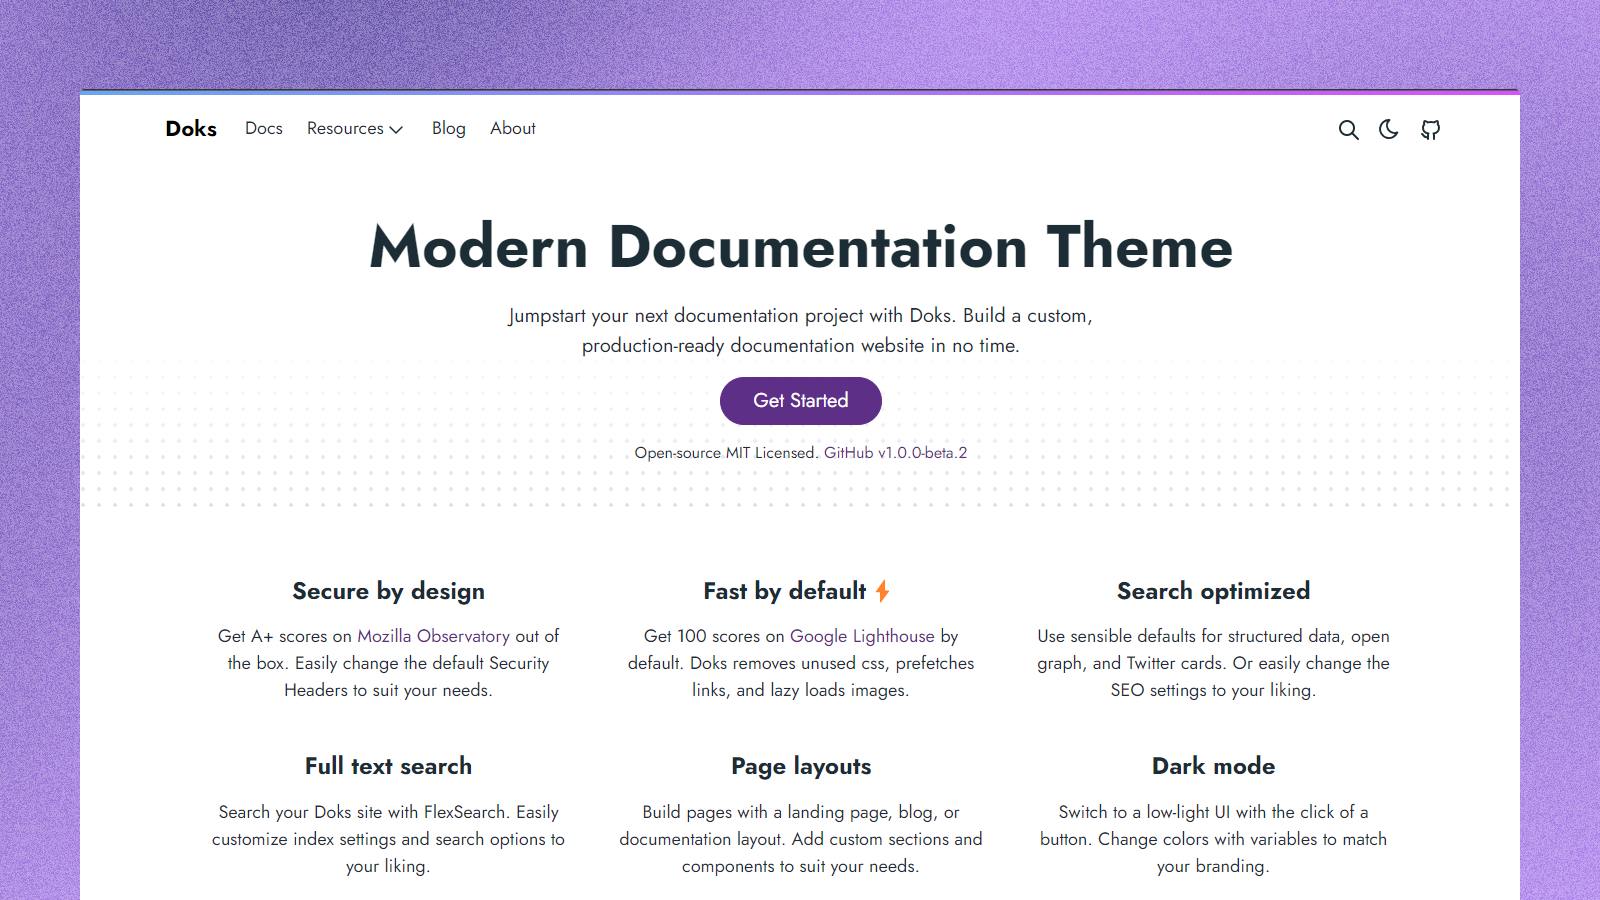 Doks Docs Resources Blog About
Modern Documentation Theme
Jumpstart your next documentation project with Doks. Build a custom,
production-ready documentation website in no time.
Get Started
Open-source MIT Licensed. GitHub v1.0.0-beta.2
Secure by design
Get A+ scores on Mozilla Observatory out of
the box. Easily change the default Security
Headers to suit your needs.
Fast by default
Get 100 scores on Google Lighthouse by
default. Doks removes unused css, prefetches
links, and lazy loads images.
Search optimized
Use sensible defaults for structured data, open
graph, and Twitter cards. Or easily change the
SEO settings to your liking.
Full text search
Search your Doks site with FlexSearch. Easily
customize index settings and search options to
your liking.
Page layouts
Build pages with a landing page, blog, or
documentation layout. Add custom sections and
components to suit your needs.
Dark mode
Switch to a low-light UI with the click of a
button. Change colors with variables to match
your branding.